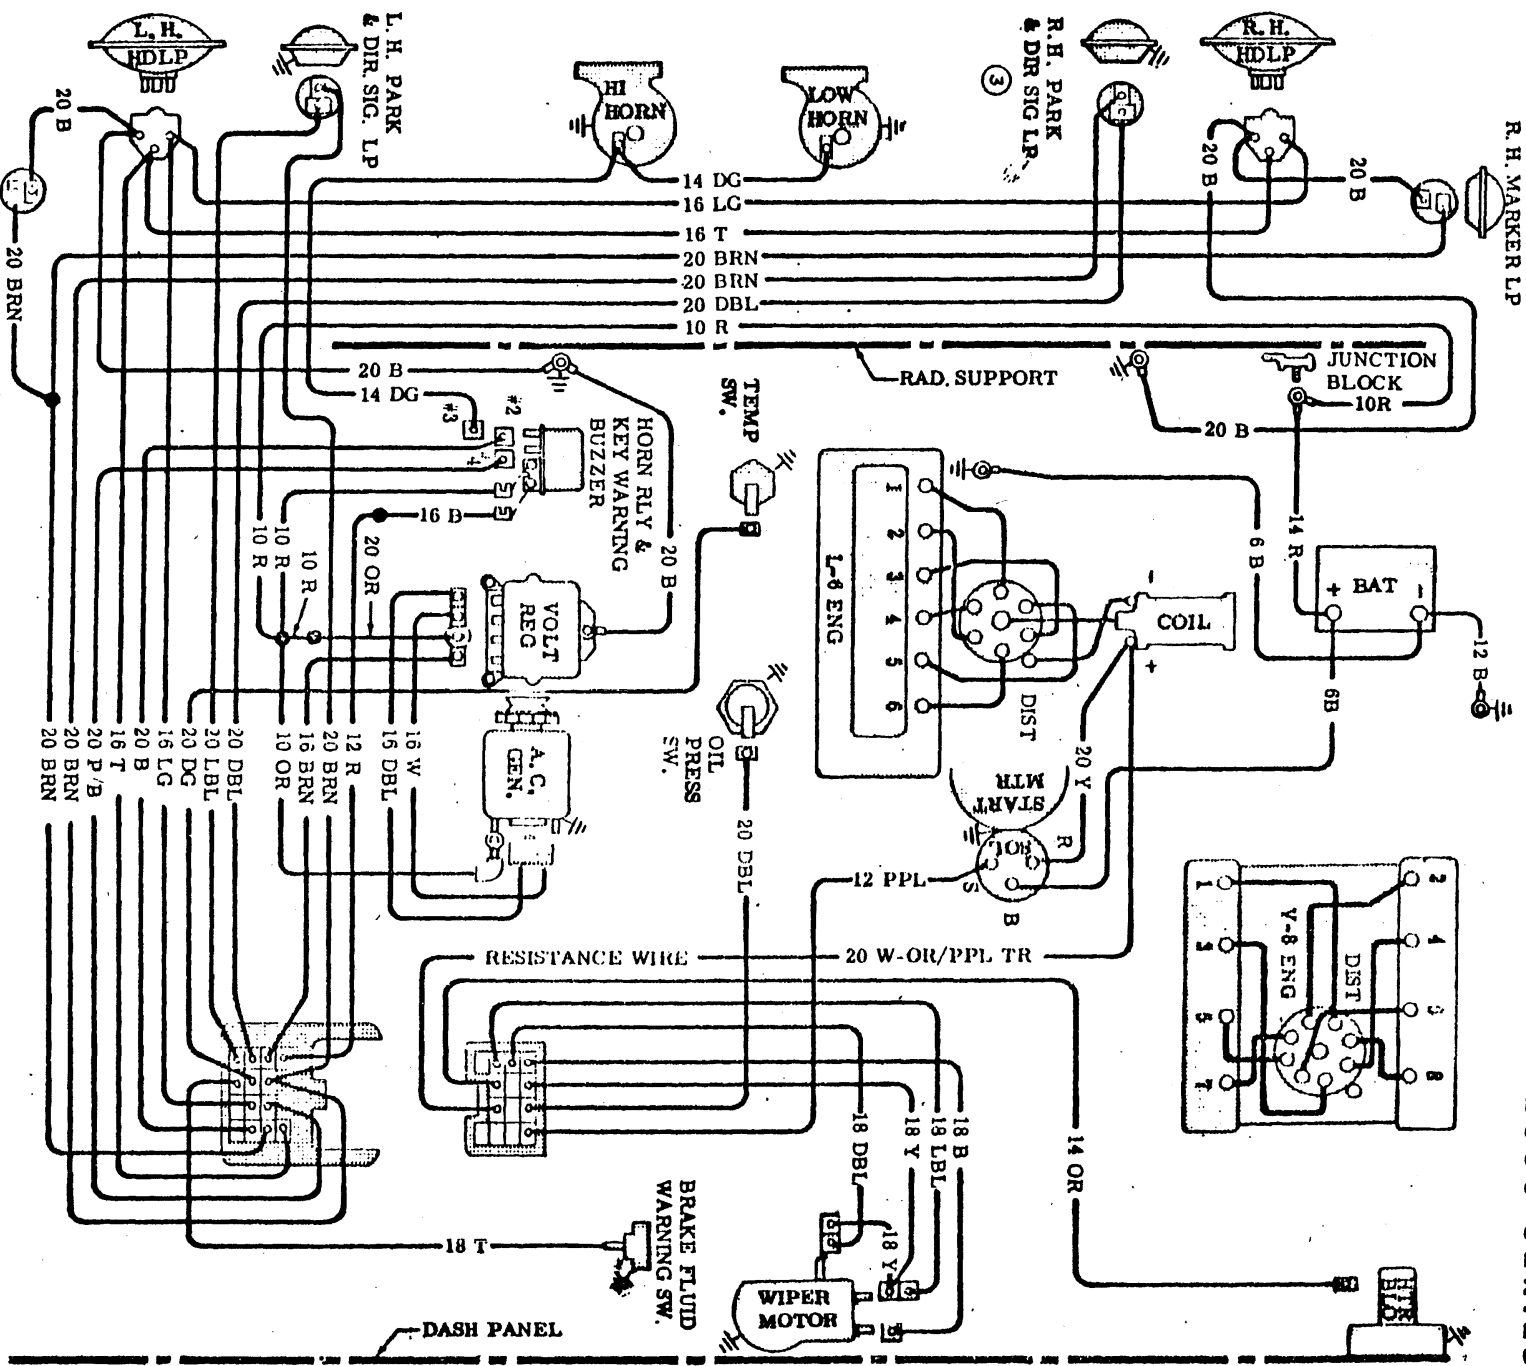 L. H.
HDLP
L. H. PARK
& DIR. SIG. LP
HI
HORN
LOW
HORN
R. H. PARK
& DIR SIG LP
3
R. H.
HDLP
R. H. MARKER LP
20 B
20 B
20 B
20 BRN
14 DG
16 LG
16 T
20 BRN
20 BRN
20 DBL
10 R
RAD. SUPPORT
JUNCTION
BLOCK
10R
20 B
20 B
14 DG
#3
#2
HORN RLY &
KEY WARNING
BUZZER
TEMP
SW.
16 B
10 R
10 R
10 R
20 OR
20 B
VOLT
REG
1
2
3
4
5
6
L-6 ENG
DIST
-
COIL
+
6 B
14 R
+ BAT -
12 B
6B
20 BRN
20 BRN
20 P/B
16 T
20 B
16 LG
20 DG
20 LBL
20 DBL
10 OR
16 BRN
20 BRN
12 R
16 DBL
16 W
A. C.
GEN.
OIL
PRESS
SW.
20 DBL
START
MTR
SOL
R
S
B
20 Y
12 PPL
RESISTANCE WIRE
20 W-OR/PPL TR
1
3
5
7
V-8 ENG
DIST
2
4
6
8
18 DBL
18 Y
18 LBL
18 B
14 OR
18 T
BRAKE FLUID
WARNING SW.
18 Y
WIPER
MOTOR
DASH PANEL